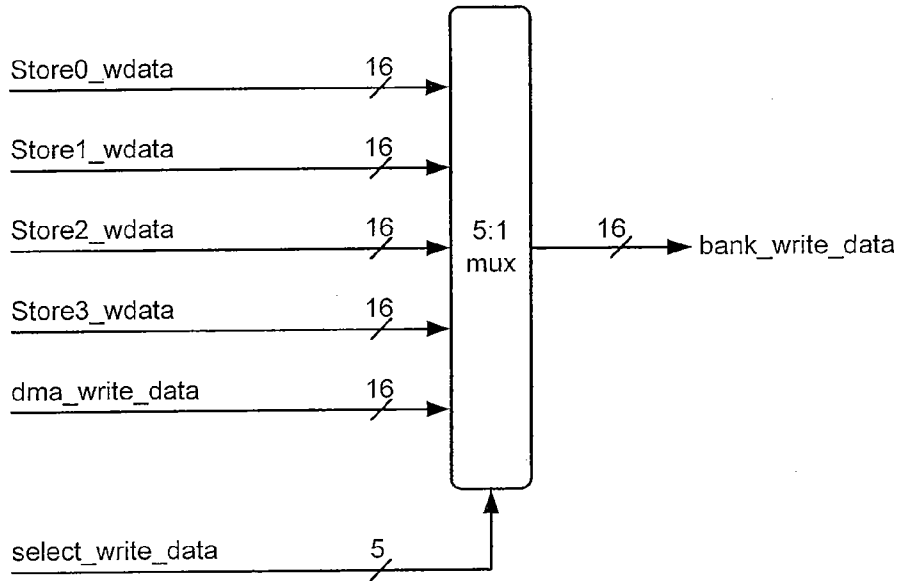 Store0_wdata 16
Store1_wdata 16
Store2_wdata 16
5:1
mux
16
bank_write_data
Store3_wdata 16
dma_write_data 16
select_write_data 5